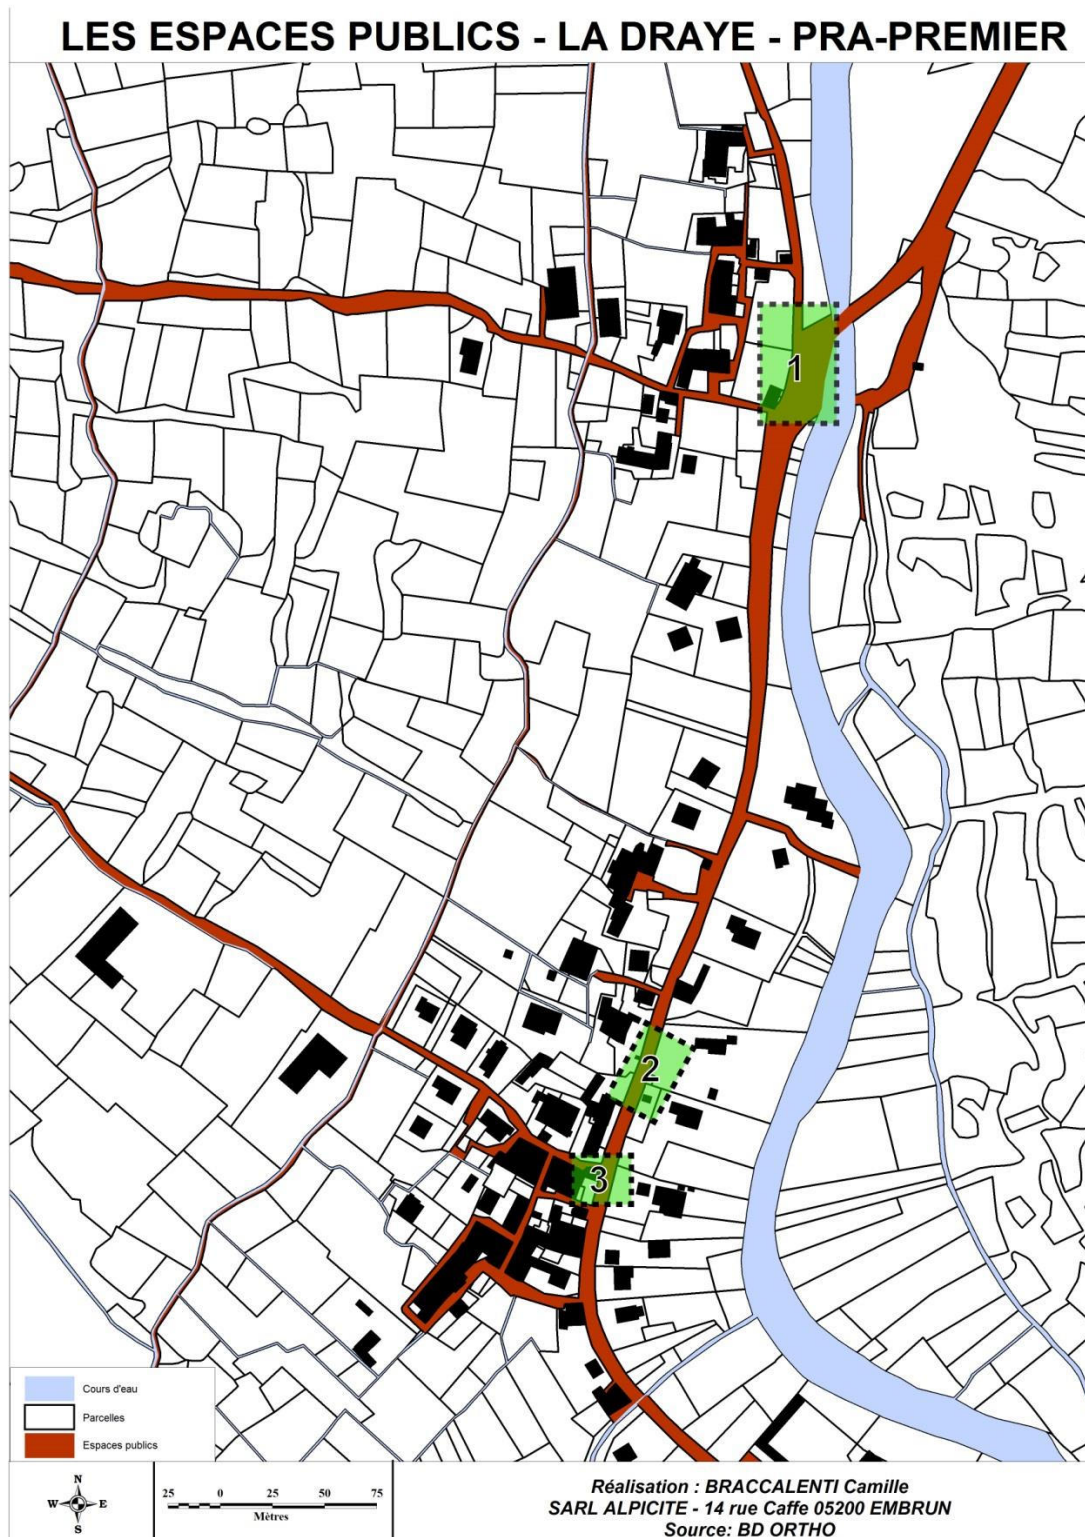 LES ESPACES PUBLICS - LA DRAYE - PRA-PREMIER
1
2
3
Cours d'eau
Parcelles
Espaces publics
N
W E
S
25 0 25 50 75
Mètres
Réalisation : BRACCALENTI Camille
SARL ALPICITE - 14 rue Caffe 05200 EMBRUN
Source: BD ORTHO